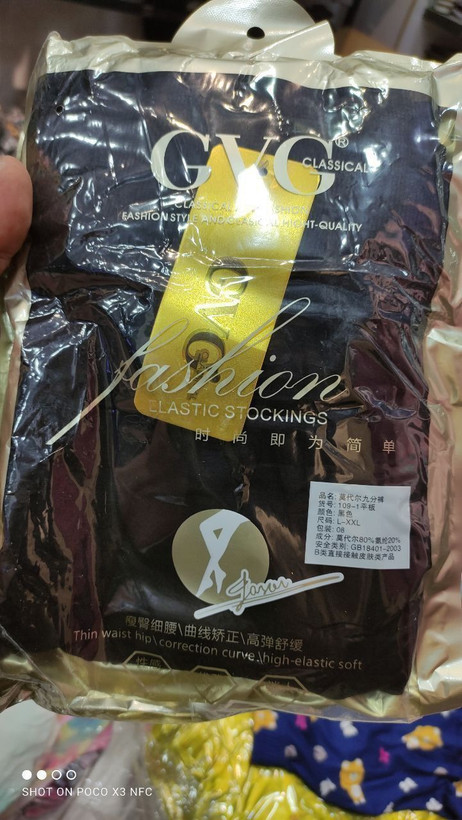 GVG®
CLASSICAL
FASHION STYLE AND CLASSICAL HIGHT-QUALITY
fashion
ELASTIC STOCKINGS
时尚即为简单
品名: 莫代尔九分裤
货号: 109-1平板
颜色: 黑色
尺码: L-XXL
包装: 08
成分: 莫代尔80%氨纶20%
安全类别: GB18401-2003
B类直接接触皮肤类产品
瘦臀细腰\曲线矫正\高弹舒缓
Thin waist hip\correction curve\high-elastic soft
SHOT ON POCO X3 NFC